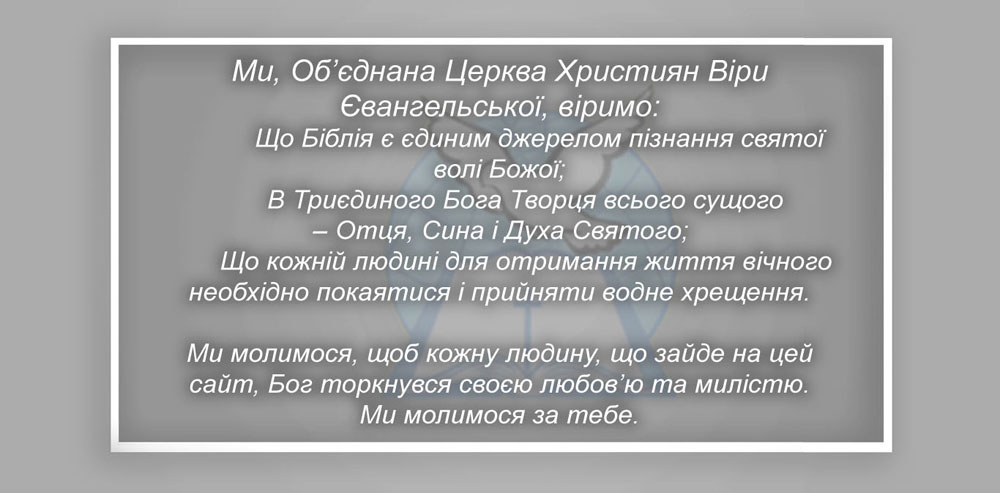 Ми, Об’єднана Церква Християн Віри
Євангельської, віримо:
Що Біблія є єдиним джерелом пізнання святої
волі Божої;
В Триєдиного Бога Творця всього сущого
– Отця, Сина і Духа Святого;
Що кожній людині для отримання життя вічного
необхідно покаятися і прийняти водне хрещення.
Ми молимося, щоб кожну людину, що зайде на цей
сайт, Бог торкнувся своєю любов’ю та милістю.
Ми молимося за тебе.